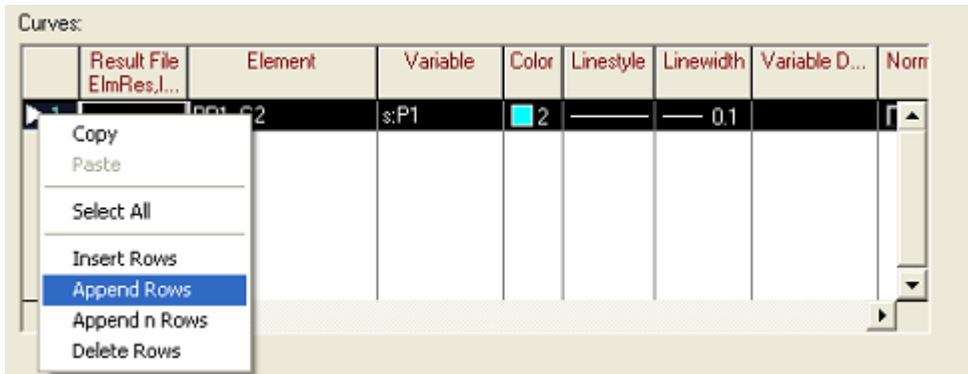 Curves:
Result File Element Variable Color Linestyle Linewidth Variable D... Norm
ElmRes,I...
1 s:P1 2 0.1
Copy
Paste
Select All
Insert Rows
Append Rows
Append n Rows
Delete Rows